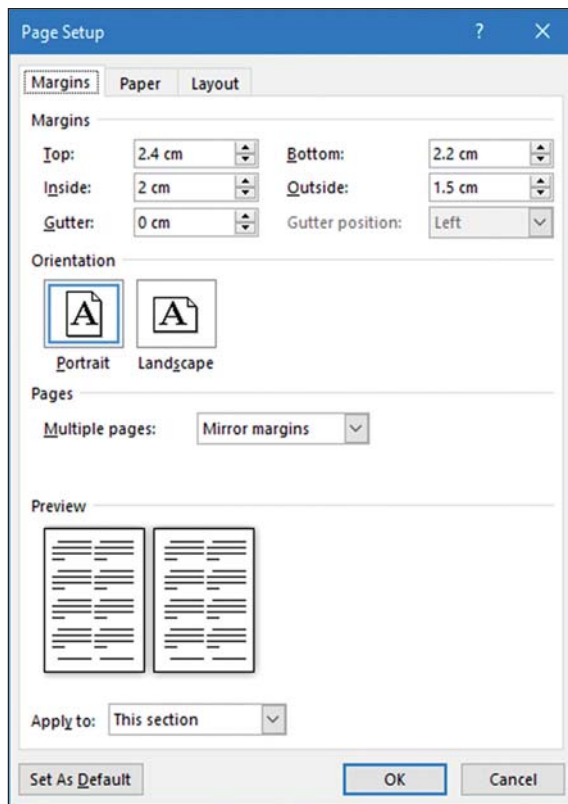 Page Setup ? ×
Margins Paper Layout
Margins
Top: 2.4 cm Bottom: 2.2 cm
Inside: 2 cm Outside: 1.5 cm
Gutter: 0 cm Gutter position: Left
Orientation
A A
Portrait Landscape
Pages
Multiple pages: Mirror margins
Preview
Apply to: This section
Set As Default OK Cancel